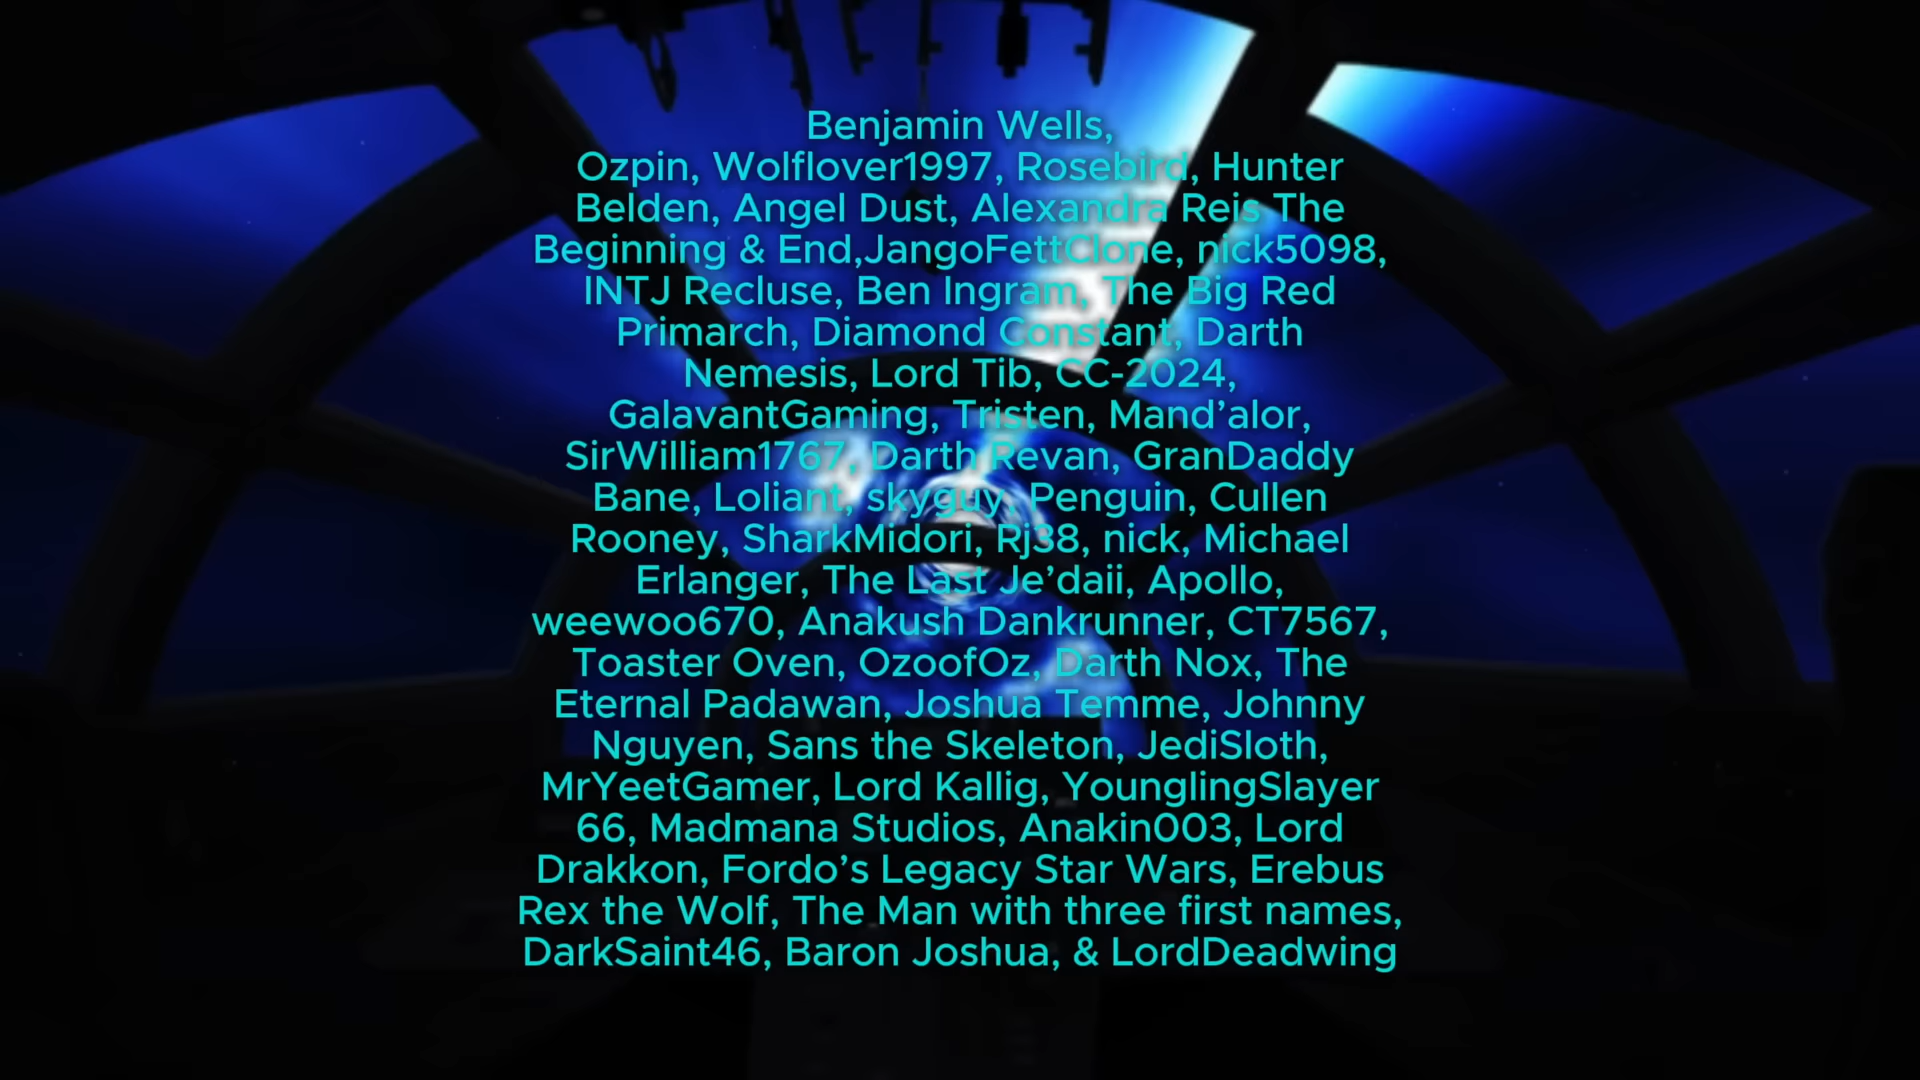 Benjamin Wells,
Ozpin, Wolflover1997, Rosebird, Hunter
Belden, Angel Dust, Alexandra Reis The
Beginning & End,JangoFettClone, nick5098,
INTJ Recluse, Ben Ingram, The Big Red
Primarch, Diamond Constant, Darth
Nemesis, Lord Tib, CC-2024,
GalavantGaming, Tristen, Mand’alor,
SirWilliam1767, Darth Revan, GranDaddy
Bane, Loliant, skyguy, Penguin, Cullen
Rooney, SharkMidori, Rj38, nick, Michael
Erlanger, The Last Je’daii, Apollo,
weewoo670, Anakush Dankrunner, CT7567,
Toaster Oven, OzoofOz, Darth Nox, The
Eternal Padawan, Joshua Temme, Johnny
Nguyen, Sans the Skeleton, JediSloth,
MrYeetGamer, Lord Kallig, YounglingSlayer
66, Madmana Studios, Anakin003, Lord
Drakkon, Fordo’s Legacy Star Wars, Erebus
Rex the Wolf, The Man with three first names,
DarkSaint46, Baron Joshua, & LordDeadwing